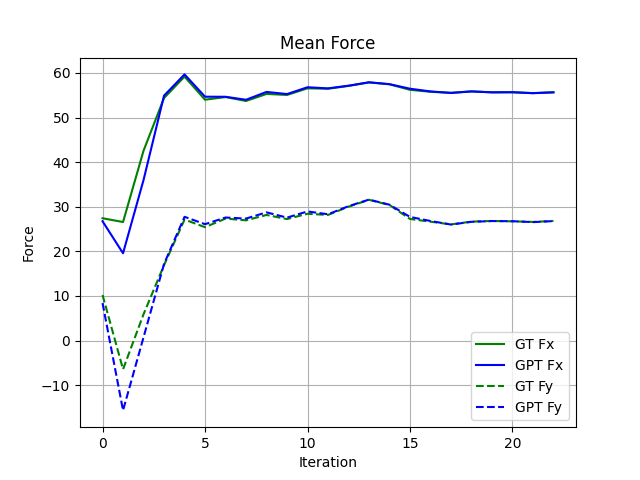 Mean Force
60
50
40
30
20
10
0
−10
Force
0 5 10 15 20
Iteration
GT Fx
GPT Fx
GT Fy
GPT Fy